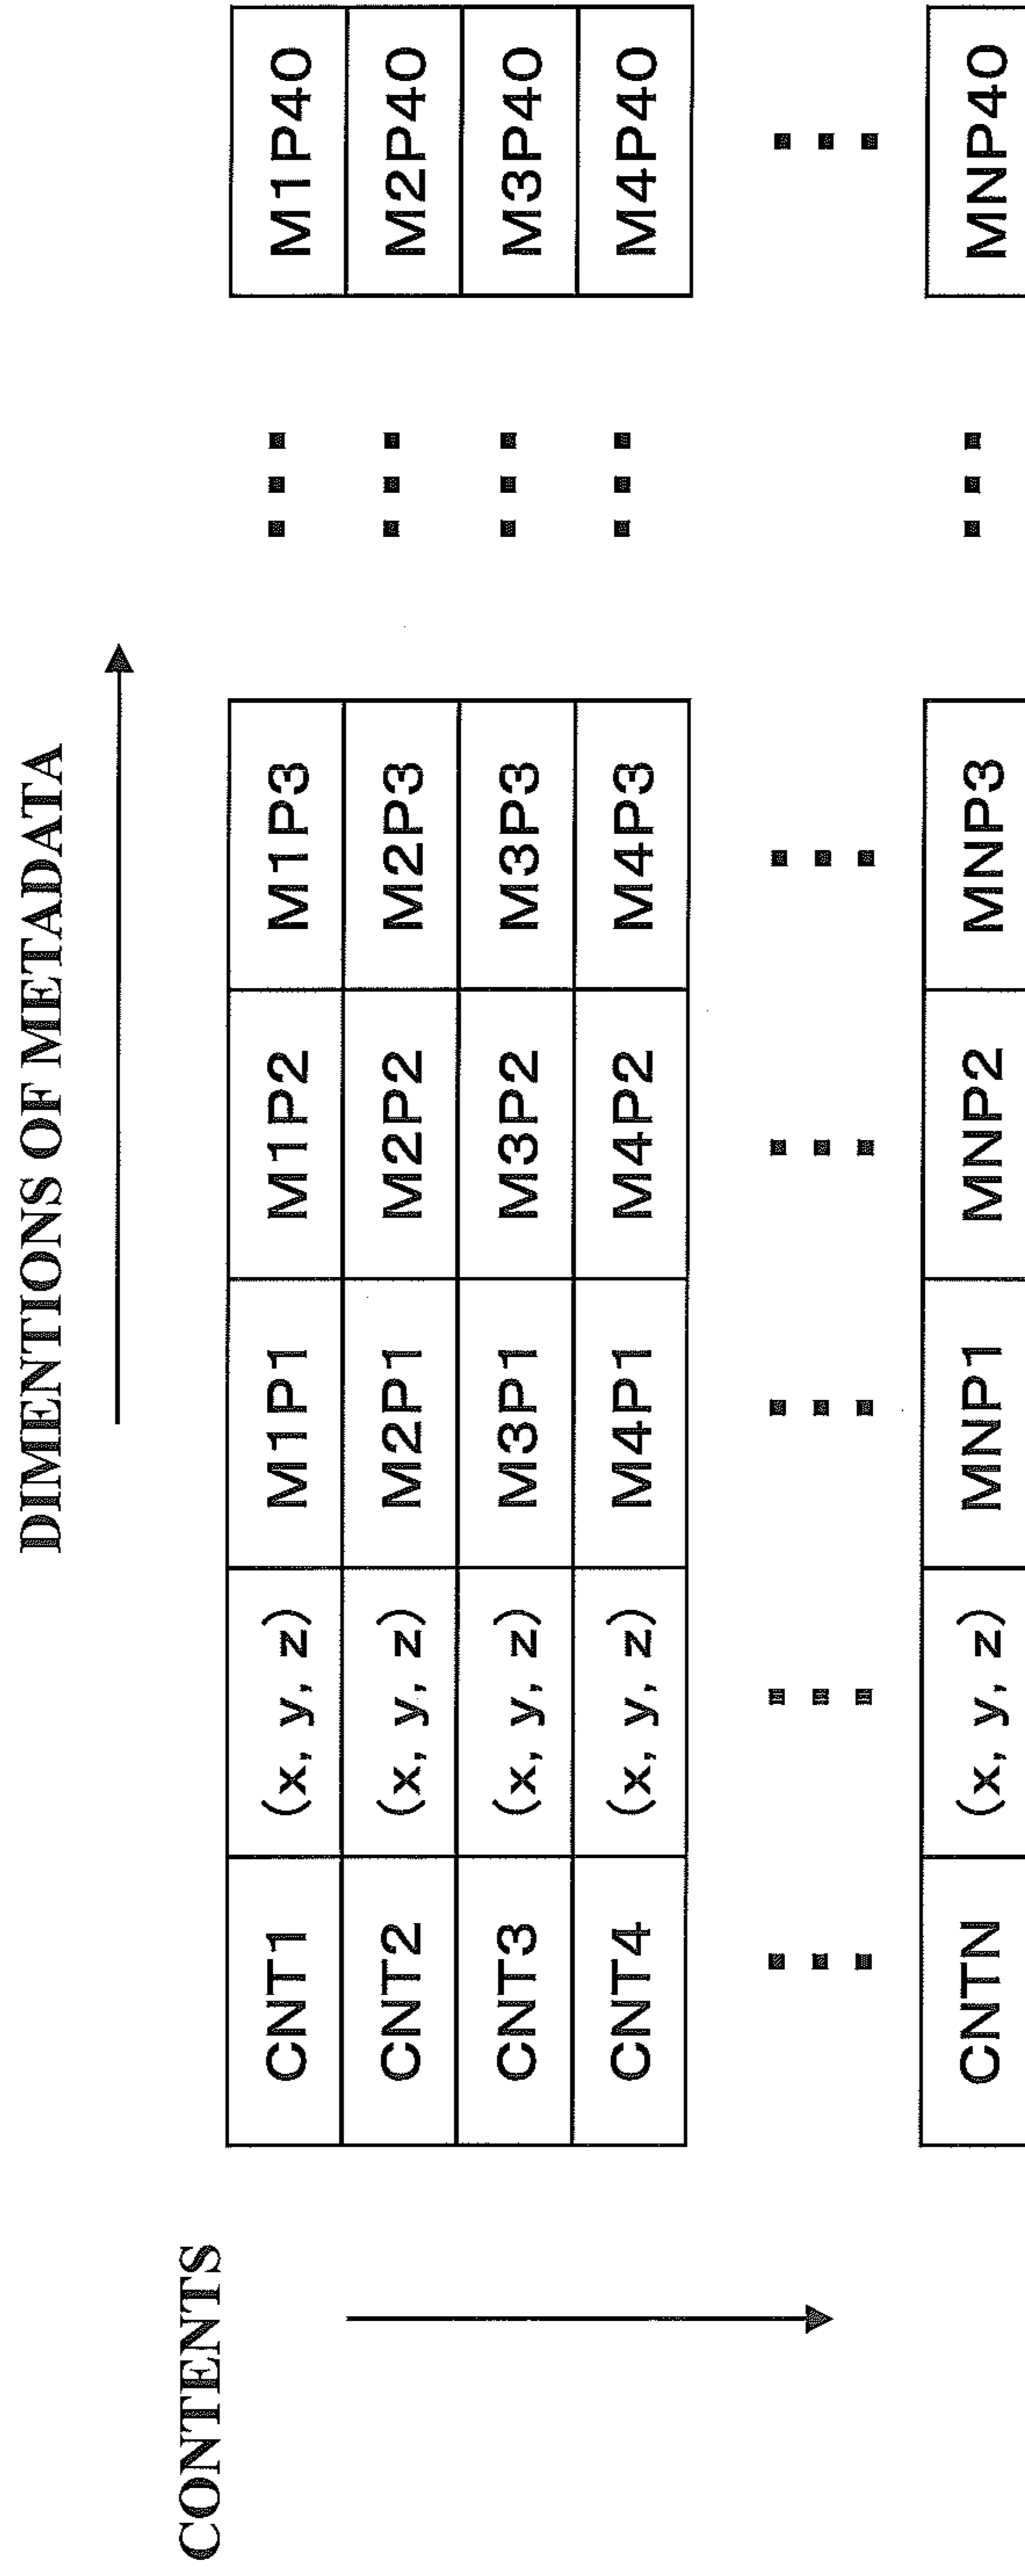 DIMENTIONS OF METADATA
CONTENTS
CNT1 (x, y, z) M1P1 M1P2 M1P3 ... M1P40
CNT2 (x, y, z) M2P1 M2P2 M2P3 ... M2P40
CNT3 (x, y, z) M3P1 M3P2 M3P3 ... M3P40
CNT4 (x, y, z) M4P1 M4P2 M4P3 ... M4P40
CNTN (x, y, z) MNP1 MNP2 MNP3 ... MNP40